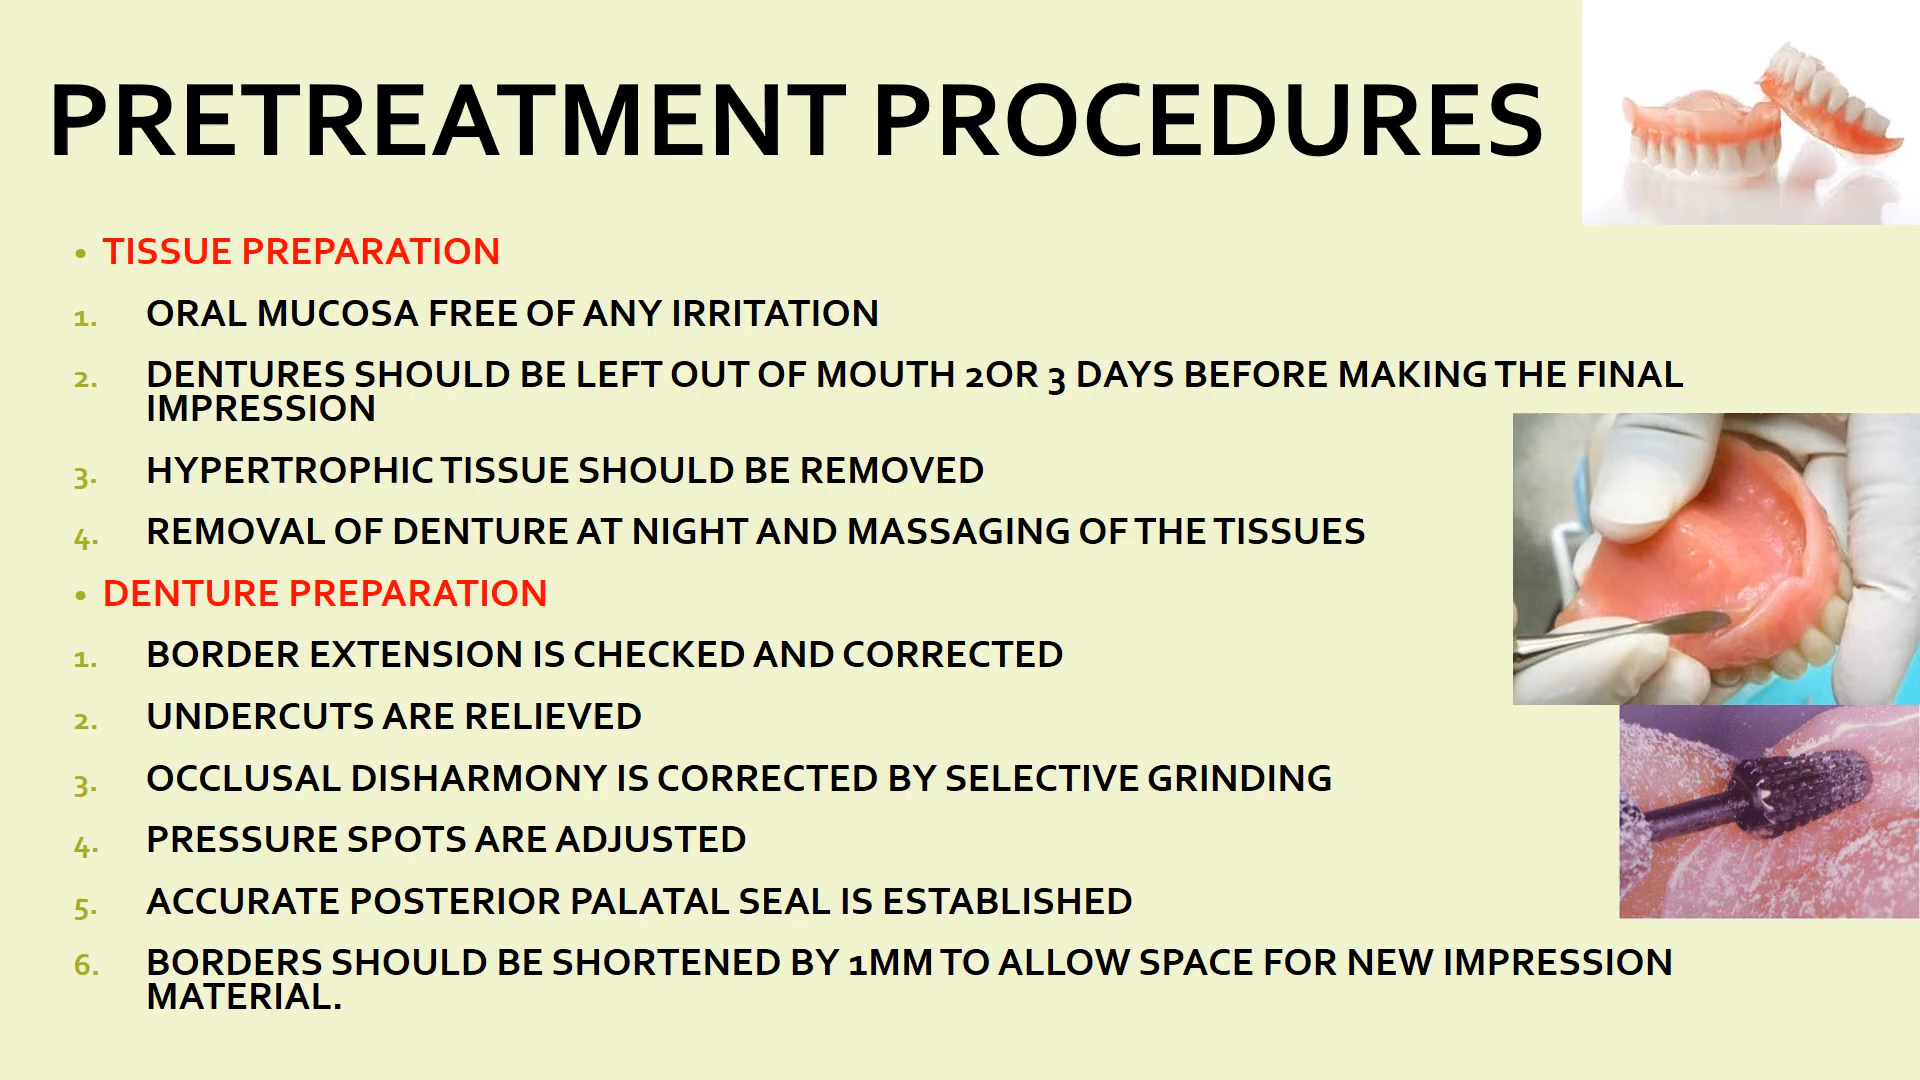 PRETREATMENT PROCEDURES
• TISSUE PREPARATION
1. ORAL MUCOSA FREE OF ANY IRRITATION
2. DENTURES SHOULD BE LEFT OUT OF MOUTH 2OR 3 DAYS BEFORE MAKING THE FINAL
IMPRESSION
3. HYPERTROPHIC TISSUE SHOULD BE REMOVED
4. REMOVAL OF DENTURE AT NIGHT AND MASSAGING OF THE TISSUES
• DENTURE PREPARATION
1. BORDER EXTENSION IS CHECKED AND CORRECTED
2. UNDERCUTS ARE RELIEVED
3. OCCLUSAL DISHARMONY IS CORRECTED BY SELECTIVE GRINDING
4. PRESSURE SPOTS ARE ADJUSTED
5. ACCURATE POSTERIOR PALATAL SEAL IS ESTABLISHED
6. BORDERS SHOULD BE SHORTENED BY 1MM TO ALLOW SPACE FOR NEW IMPRESSION
MATERIAL.